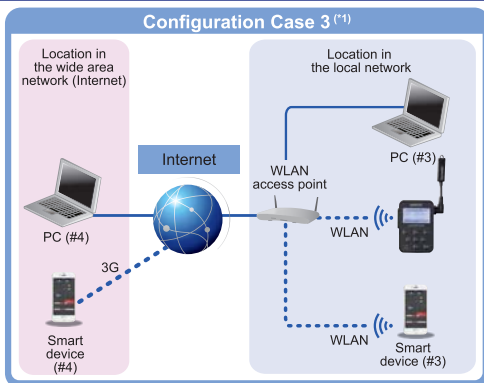 Configuration Case 3 (*1)
Location in
the wide area
network (Internet)
Location in
the local network
Internet
WLAN
access point
PC (#3)
PC (#4)
WLAN
3G
WLAN
Smart
device
(#4)
Smart
device (#3)